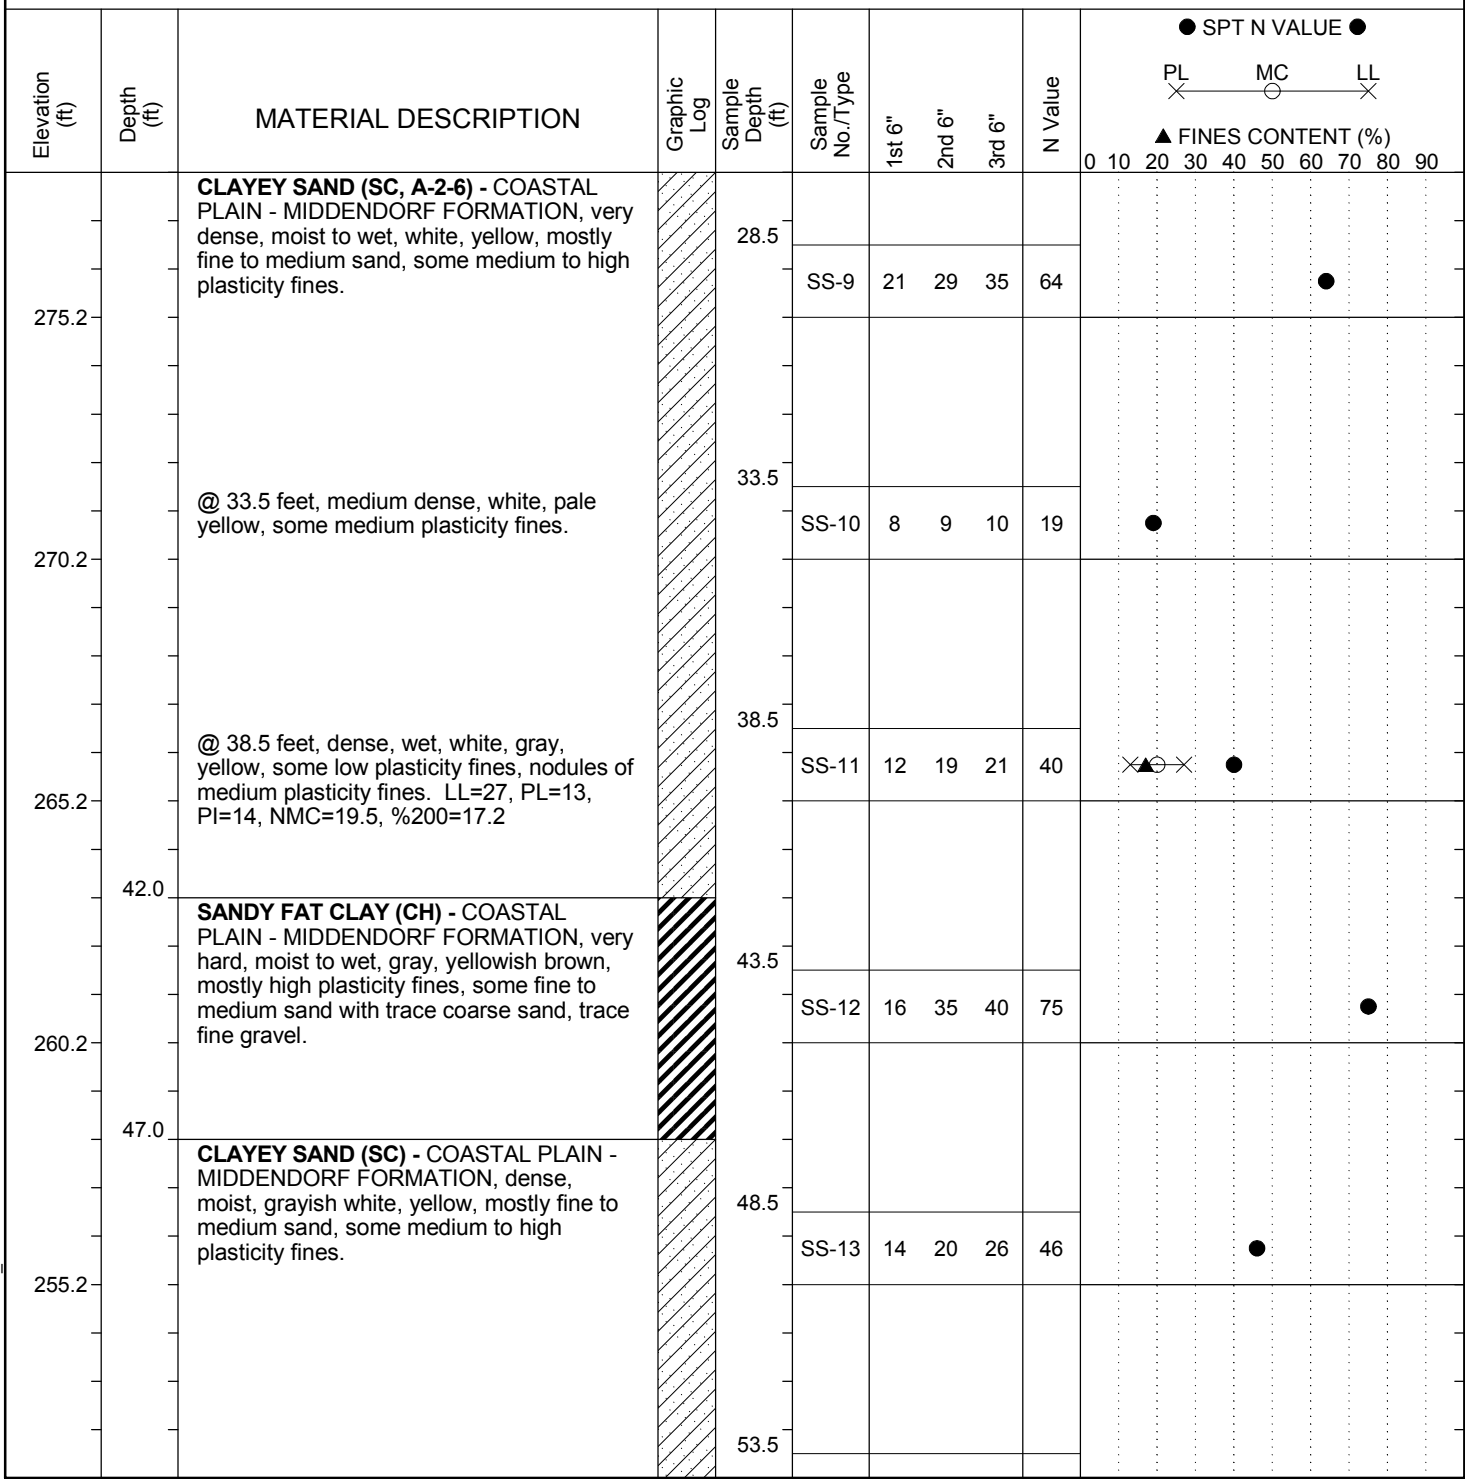 ● SPT N VALUE ●
PL MC LL
▲ FINES CONTENT (%)
0 10 20 30 40 50 60 70 80 90
Elevation (ft)
Depth (ft)
MATERIAL DESCRIPTION
Graphic Log
Sample Depth (ft)
Sample No./Type
1st 6"
2nd 6"
3rd 6"
N Value
CLAYEY SAND (SC, A-2-6) - COASTAL
PLAIN - MIDDENDORF FORMATION, very
dense, moist to wet, white, yellow, mostly
fine to medium sand, some medium to high
plasticity fines.
28.5
SS-9 21 29 35 64
275.2
33.5
@ 33.5 feet, medium dense, white, pale
yellow, some medium plasticity fines.
SS-10 8 9 10 19
270.2
38.5
@ 38.5 feet, dense, wet, white, gray,
yellow, some low plasticity fines, nodules of
medium plasticity fines. LL=27, PL=13,
PI=14, NMC=19.5, %200=17.2
SS-11 12 19 21 40
265.2
42.0
SANDY FAT CLAY (CH) - COASTAL
PLAIN - MIDDENDORF FORMATION, very
hard, moist to wet, gray, yellowish brown,
mostly high plasticity fines, some fine to
medium sand with trace coarse sand, trace
fine gravel.
43.5
SS-12 16 35 40 75
260.2
47.0
CLAYEY SAND (SC) - COASTAL PLAIN -
MIDDENDORF FORMATION, dense,
moist, grayish white, yellow, mostly fine to
medium sand, some medium to high
plasticity fines.
48.5
SS-13 14 20 26 46
255.2
53.5